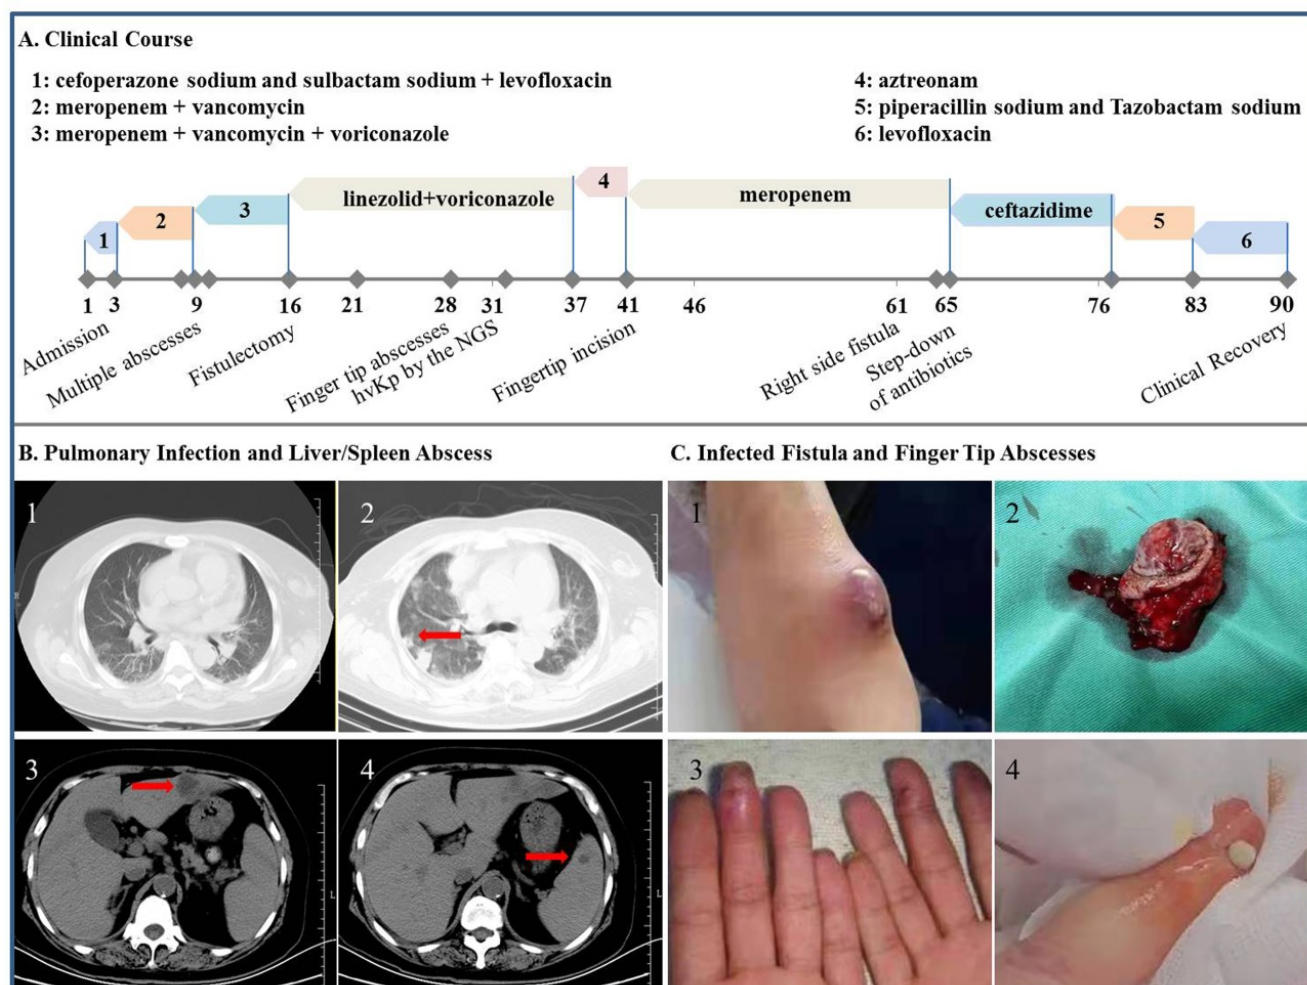 A. Clinical Course
1: cefoperazone sodium and sulbactam sodium + levofloxacin
2: meropenem + vancomycin
3: meropenem + vancomycin + voriconazole
4: aztreonam
5: piperacillin sodium and Tazobactam sodium
6: levofloxacin
1
2
3
linezolid+voriconazole
4
meropenem
ceftazidime
5
6
1 3 9 16 21 28 31 37 41 46 61 65 76 83 90
Admission
Multiple abscesses
Fistulectomy
Finger tip abscesses
hvKp by the NGS
Fingertip incision
Right side fistula
Step-down
of antibiotics
Clinical Recovery
B. Pulmonary Infection and Liver/Spleen Abscess
C. Infected Fistula and Finger Tip Abscesses
1
2
1
2
3
4
3
4
L
L